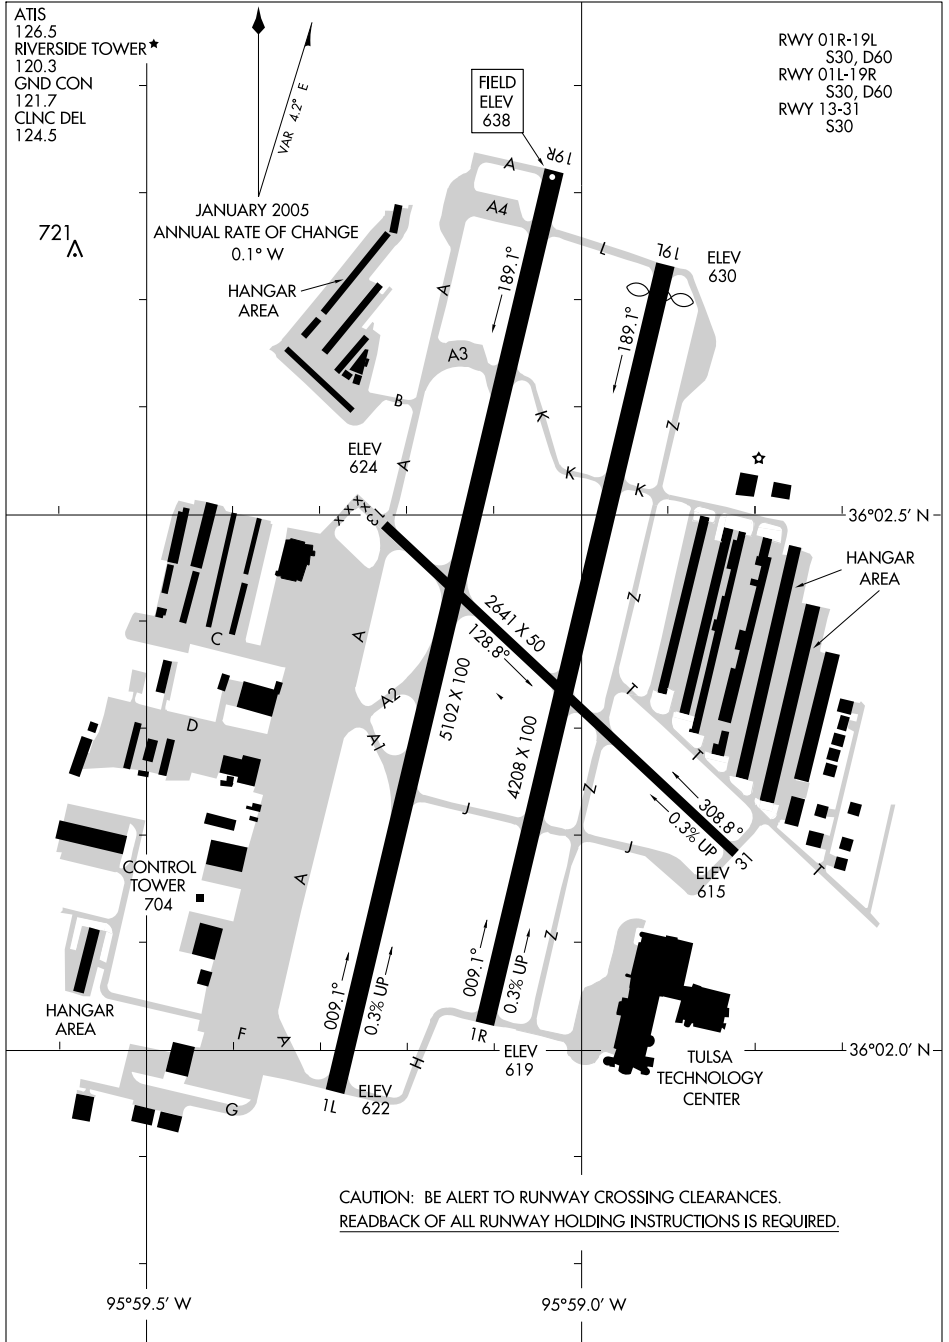 ATIS
126.5
RIVERSIDE TOWER
120.3
GND CON
121.7
CLNC DEL
124.5
VAR 4.2° E
JANUARY 2005
ANNUAL RATE OF CHANGE
0.1° W
FIELD
ELEV
638
RWY 01R-19L
S30, D60
RWY 01L-19R
S30, D60
RWY 13-31
S30
721
HANGAR
AREA
A
19R
A4
L
19L
ELEV
630
189.1°
189.1°
A
A3
B
K
Z
ELEV
624
A
K
K
13
x x x x
36°02.5' N
HANGAR
AREA
2641 X 50
128.8°
Z
C
A
5102 X 100
4208 X 100
A2
A1
D
T
T
Z
J
308.8°
0.3% UP
J
31
ELEV
615
T
CONTROL
TOWER
704
A
Z
009.1°
0.3% UP
009.1°
0.3% UP
HANGAR
AREA
F
A
H
1R
ELEV
619
36°02.0' N
TULSA
TECHNOLOGY
CENTER
G
1L
ELEV
622
CAUTION: BE ALERT TO RUNWAY CROSSING CLEARANCES.
READBACK OF ALL RUNWAY HOLDING INSTRUCTIONS IS REQUIRED.
95°59.5' W
95°59.0' W